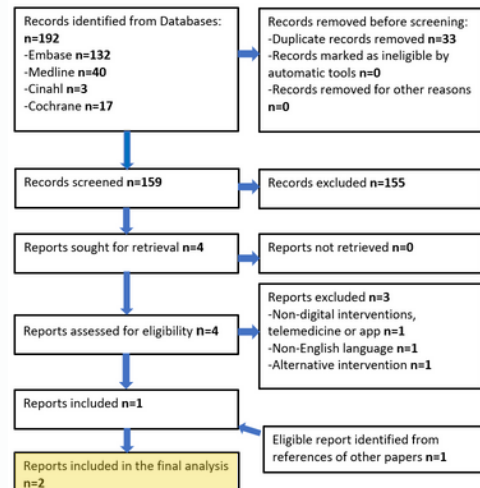 Records identified from Databases:
n=192
-Embase n=132
-Medline n=40
-Cinahl n=3
-Cochrane n=17
Records removed before screening:
-Duplicate records removed n=33
-Records marked as ineligible by
automatic tools n=0
-Records removed for other reasons
n=0
Records screened n=159
Records excluded n=155
Reports sought for retrieval n=4
Reports not retrieved n=0
Reports assessed for eligibility n=4
Reports excluded n=3
-Non-digital interventions,
telemedicine or app n=1
-Non-English language n=1
-Alternative intervention n=1
Reports included n=1
Eligible report identified from
references of other papers n=1
Reports included in the final analysis
n=2